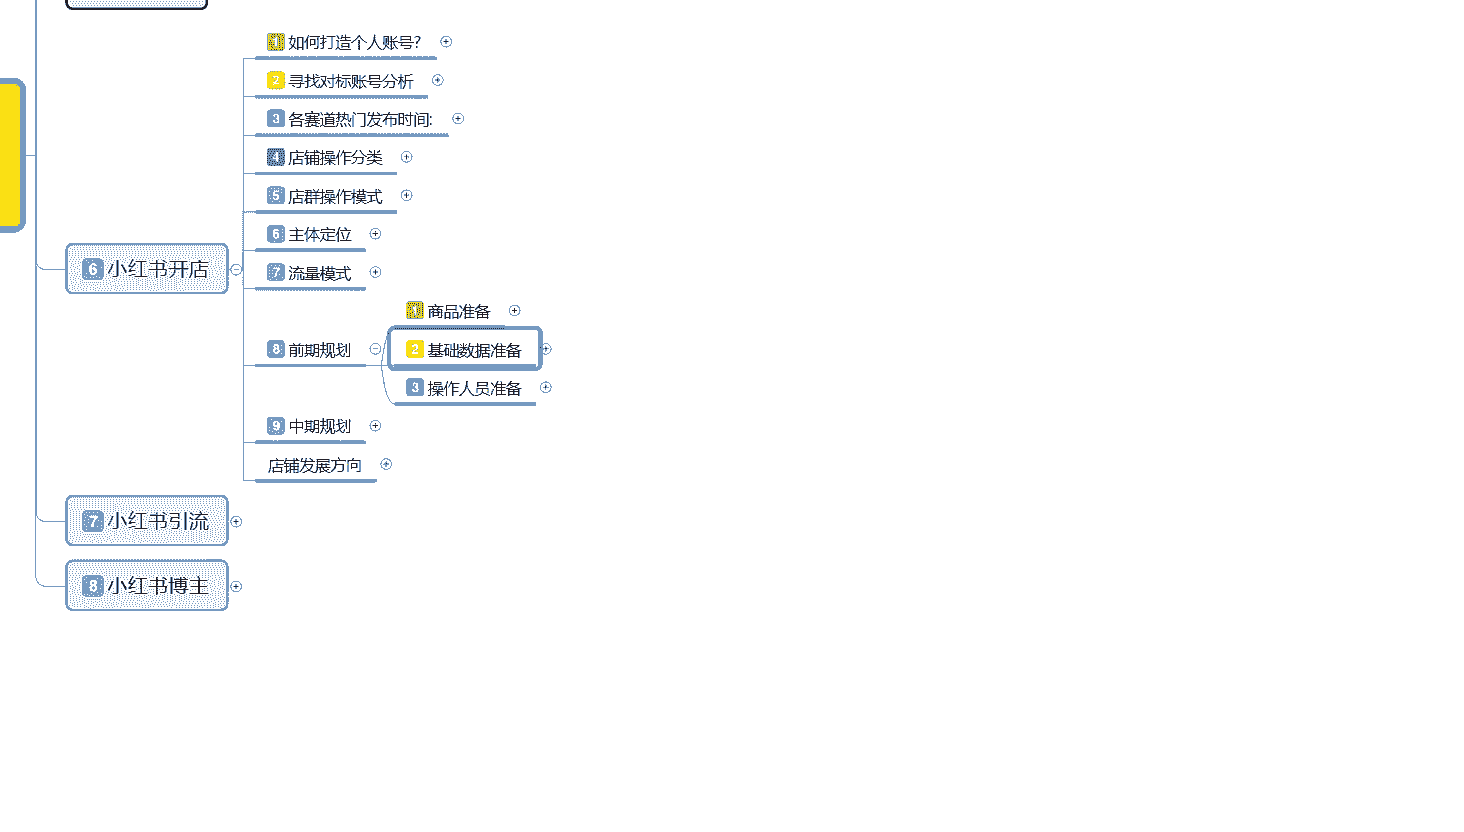 1 如何打造个人账号?
2 寻找对标账号分析
3 各赛道热门发布时间:
4 店铺操作分类
5 店群操作模式
6 主体定位
6 小红书开店
7 流量模式
1 商品准备
8 前期规划
2 基础数据准备
3 操作人员准备
9 中期规划
店铺发展方向
7 小红书引流
8 小红书博主